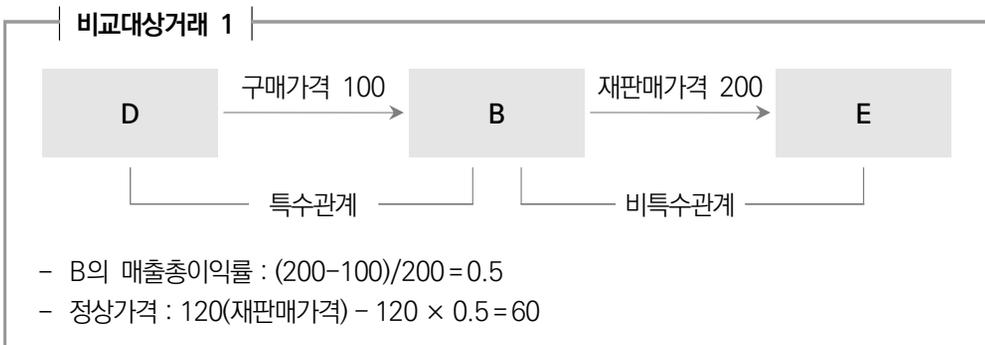 비교대상거래 1
구매가격 100
재판매가격 200
D
B
E
특수관계
비특수관계
- B의 매출총이익률 : (200-100)/200=0.5
- 정상가격 : 120(재판매가격) - 120 × 0.5=60